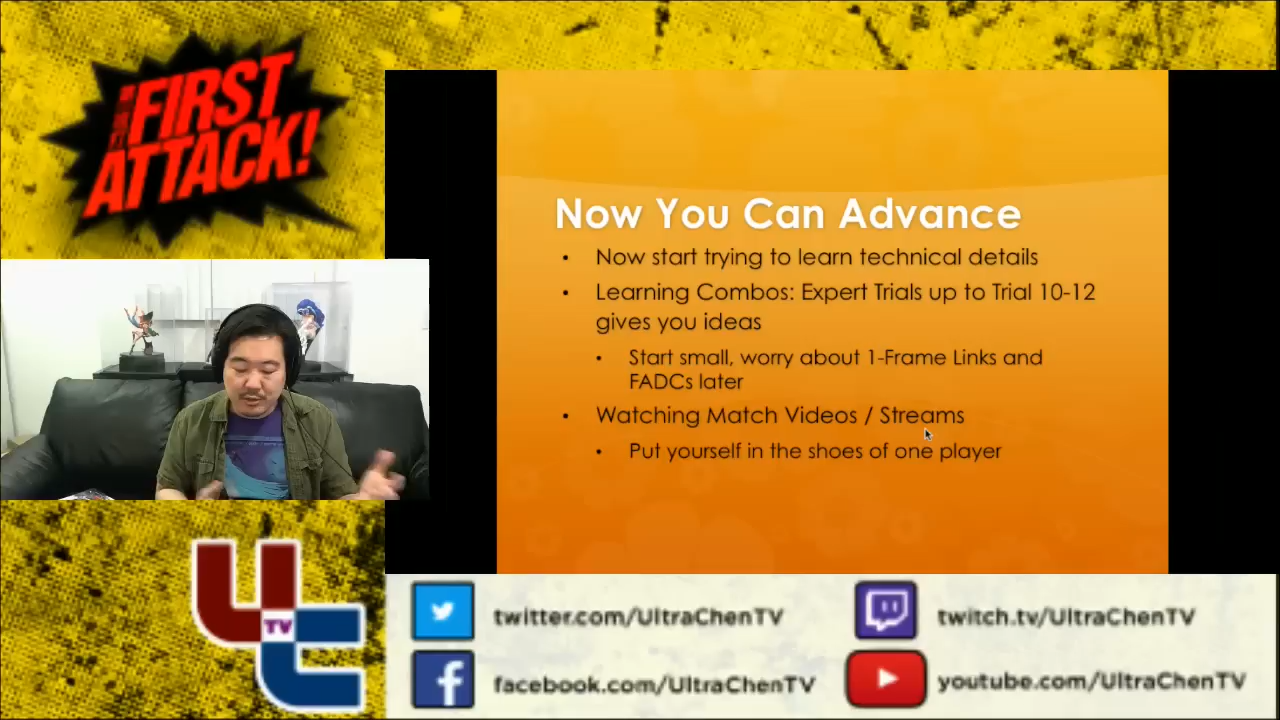 FIRST
ATTACK!
Now You Can Advance
• Now start trying to learn technical details
• Learning Combos: Expert Trials up to Trial 10-12
gives you ideas
• Start small, worry about 1-Frame Links and
FADCs later
• Watching Match Videos / Streams
• Put yourself in the shoes of one player
UC
TV
twitter.com/UltraChenTV
twitch.tv/UltraChenTV
facebook.com/UltraChenTV
youtube.com/UltraChenTV